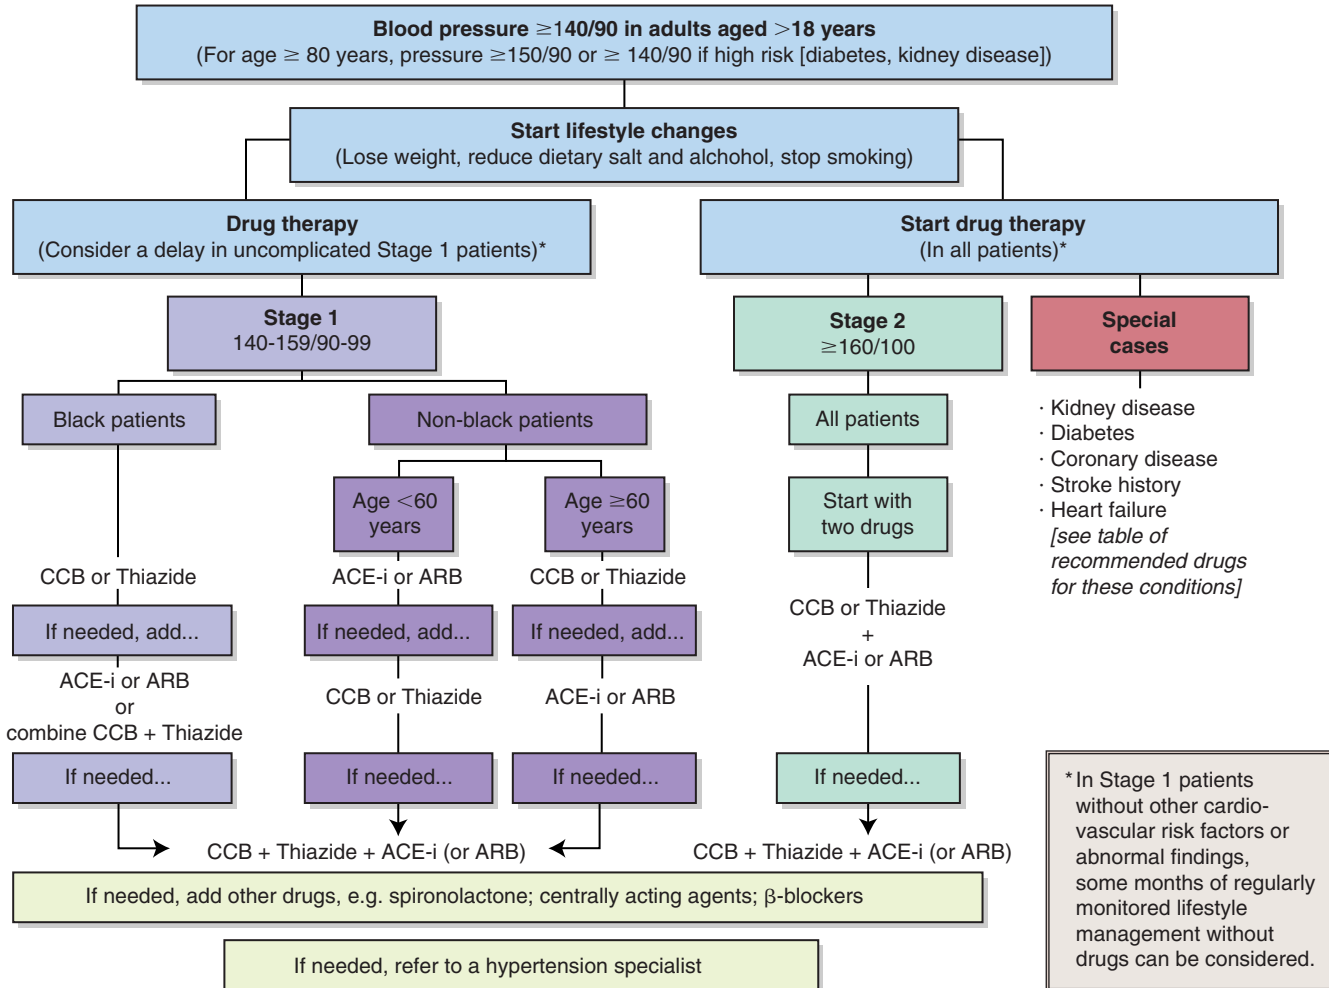 Blood pressure ≥140/90 in adults aged >18 years
(For age ≥ 80 years, pressure ≥150/90 or ≥ 140/90 if high risk [diabetes, kidney disease])
Start lifestyle changes
(Lose weight, reduce dietary salt and alchohol, stop smoking)
Drug therapy
(Consider a delay in uncomplicated Stage 1 patients)*
Start drug therapy
(In all patients)*
Stage 1
140-159/90-99
Stage 2
≥160/100
Special
cases
Black patients
Non-black patients
All patients
· Kidney disease
· Diabetes
· Coronary disease
· Stroke history
· Heart failure
[see table of
recommended drugs
for these conditions]
Age <60
years
Age ≥60
years
Start with
two drugs
CCB or Thiazide
ACE-i or ARB
CCB or Thiazide
CCB or Thiazide
+
ACE-i or ARB
If needed, add...
If needed, add...
If needed, add...
ACE-i or ARB
or
combine CCB + Thiazide
CCB or Thiazide
ACE-i or ARB
If needed...
If needed...
If needed...
If needed...
CCB + Thiazide + ACE-i (or ARB)
CCB + Thiazide + ACE-i (or ARB)
If needed, add other drugs, e.g. spironolactone; centrally acting agents; β-blockers
If needed, refer to a hypertension specialist
* In Stage 1 patients
without other cardio-
vascular risk factors or
abnormal findings,
some months of regularly
monitored lifestyle
management without
drugs can be considered.